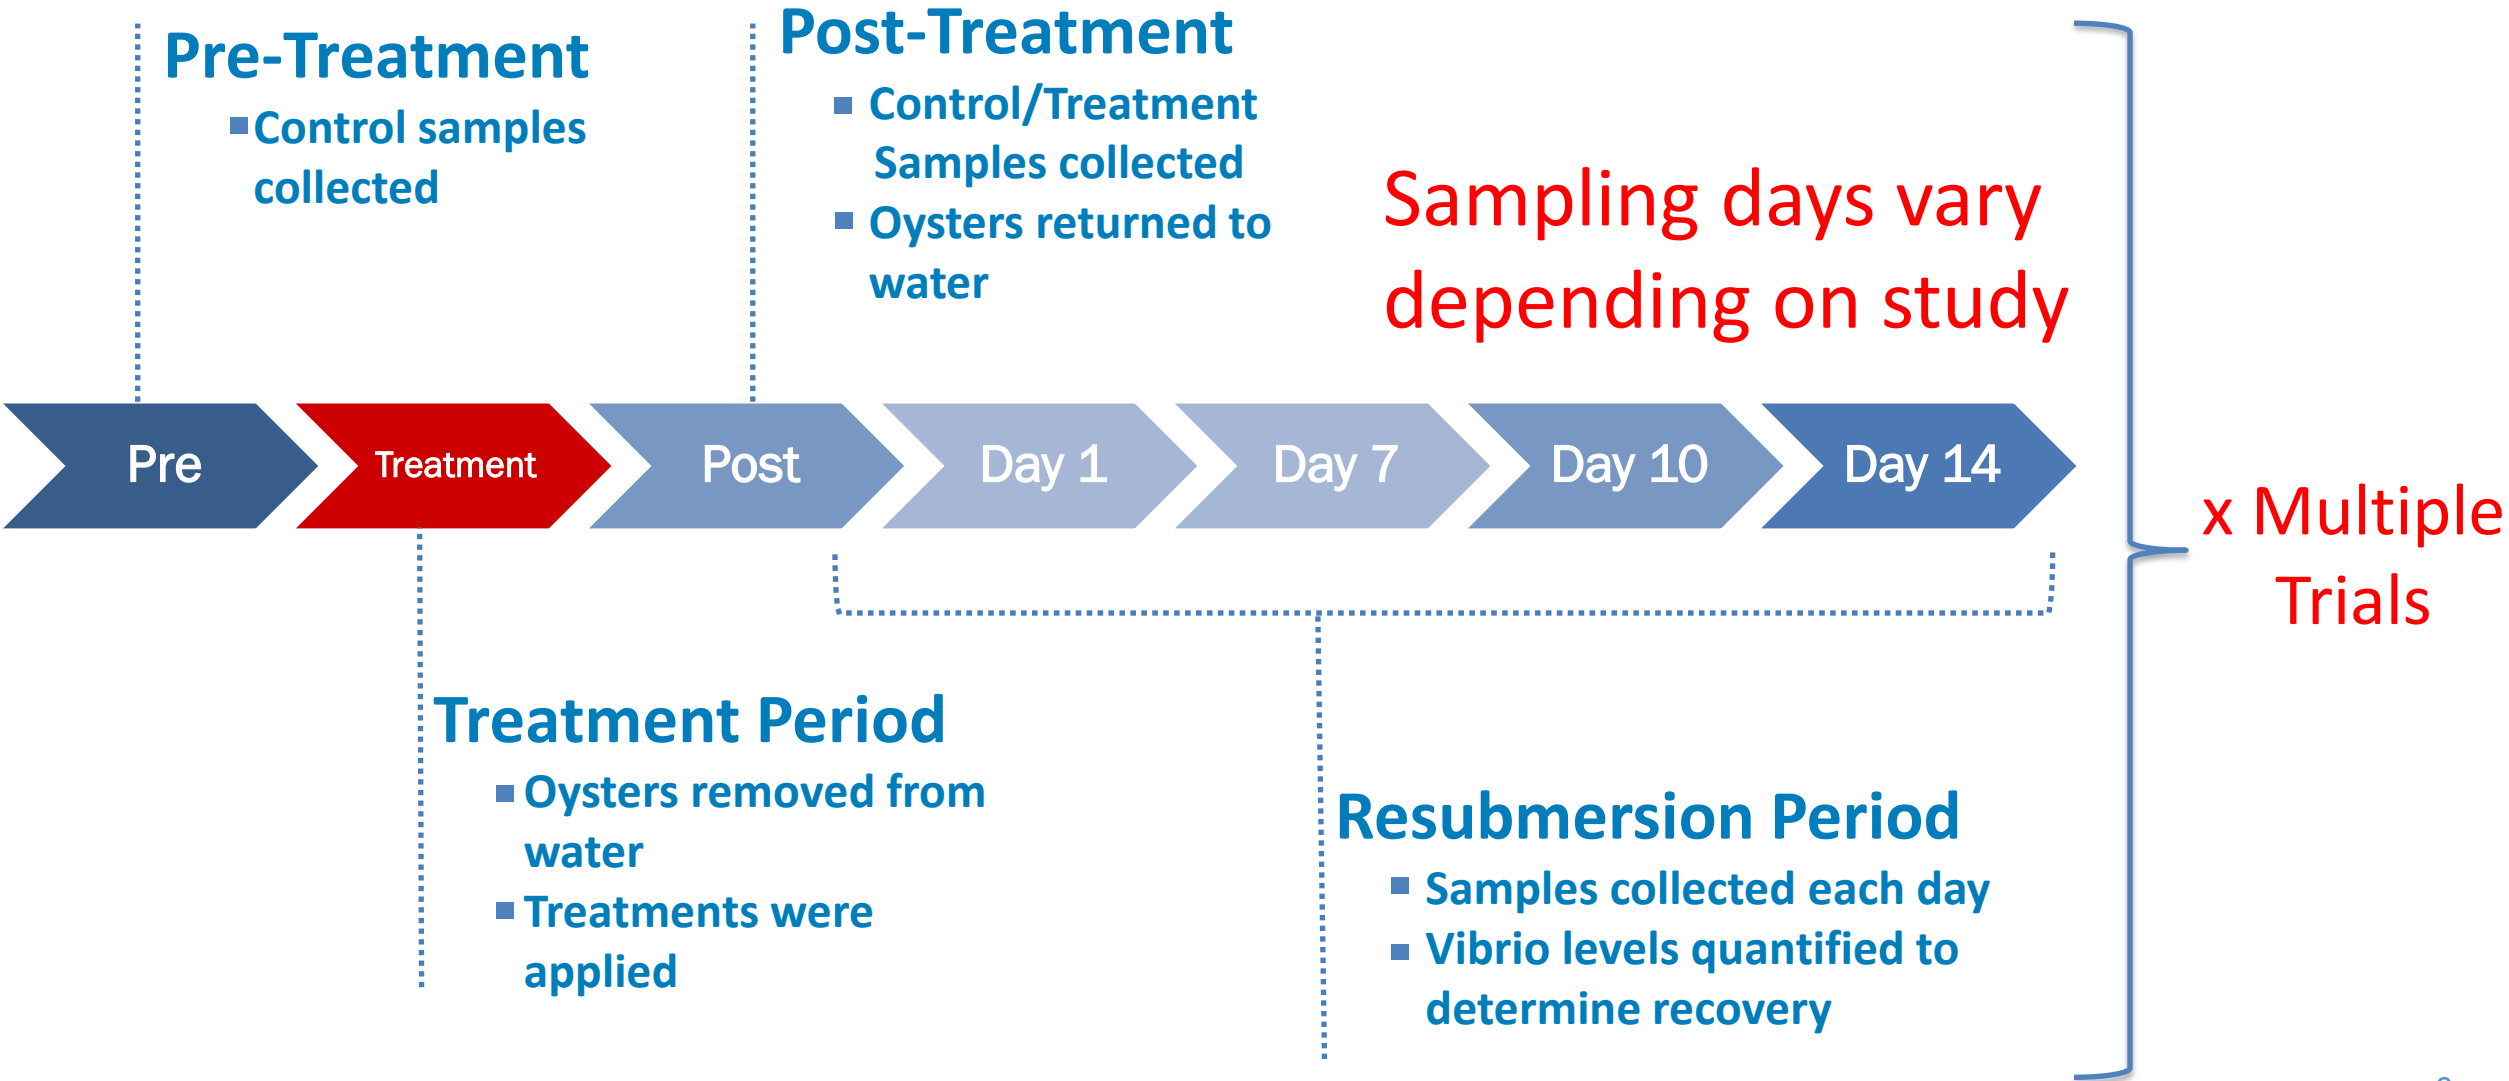 Pre-Treatment
Control samples
collected
Post-Treatment
Control/Treatment
Samples collected
Oysters returned to
water
Sampling days vary
depending on study
Pre
Treatment
Post
Day 1
Day 7
Day 10
Day 14
x Multiple
Trials
Treatment Period
Oysters removed from
water
Treatments were
applied
Resubmersion Period
Samples collected each day
Vibrio levels quantified to
determine recovery